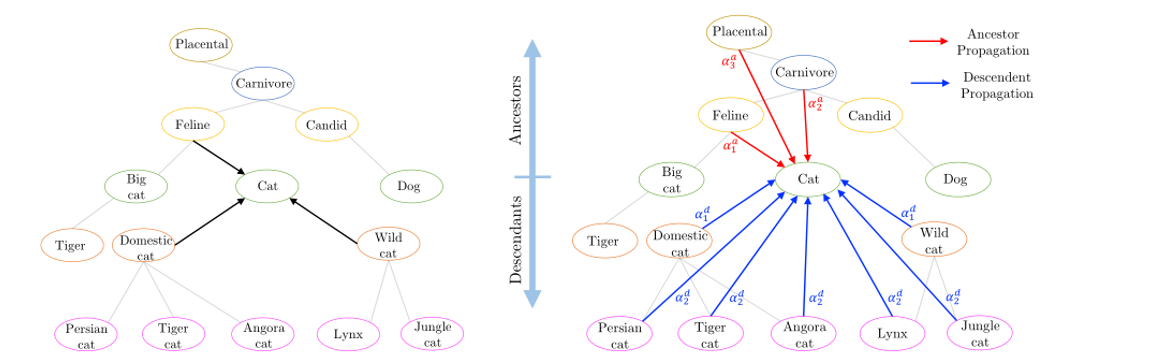 Placental
Carnivore
Feline
Candid
Big
cat
Cat
Dog
Tiger
Domestic
cat
Wild
cat
Persian
cat
Tiger
cat
Angora
cat
Lynx
Jungle
cat
Ancestors
Descendants
Placental
Carnivore
Feline
Candid
α₃ᵃ
α₂ᵃ
α₁ᵃ
Big
cat
Cat
Dog
α₁ᵈ
α₁ᵈ
Tiger
Domestic
cat
Wild
cat
α₂ᵈ
α₂ᵈ
α₂ᵈ
α₂ᵈ
α₂ᵈ
Persian
cat
Tiger
cat
Angora
cat
Lynx
Jungle
cat
Ancestor
Propagation
Descendent
Propagation